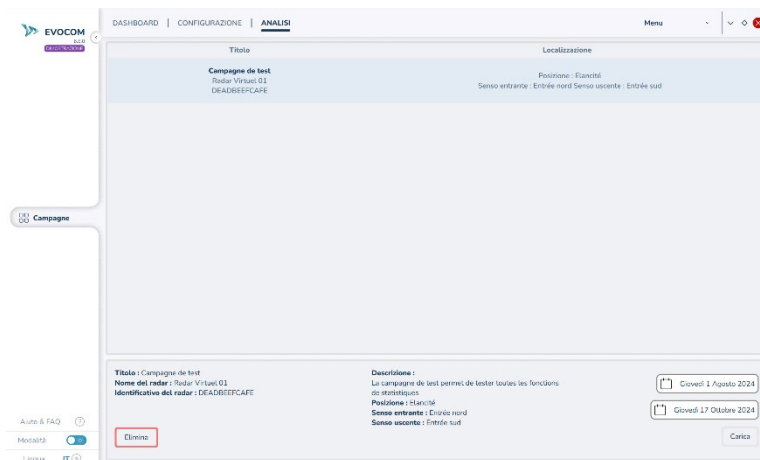 EVOCOM
DASHBOARD | CONFIGURAZIONE | ANALISI
Menu
Titolo
Localizzazione
Campagne de test
Radar Virtuel 01
DEADBEEFCAFE
Posizione : Elancité
Senso entrante : Entrée nord Senso uscente : Entrée sud
Campagne
Titolo : Campagne de test
Nome del radar : Radar Virtuel 01
Identificativo del radar : DEADBEEFCAFE
Descrizione :
La campagne de test permet de tester toutes les fonctions
de statistiques
Posizione : Elancité
Senso entrante : Entrée nord
Senso uscente : Entrée sud
Giovedì 1 Agosto 2024
Giovedì 17 Ottobre 2024
Elimina
Carica
Aiuto & FAQ
Modalità
Lingua IT